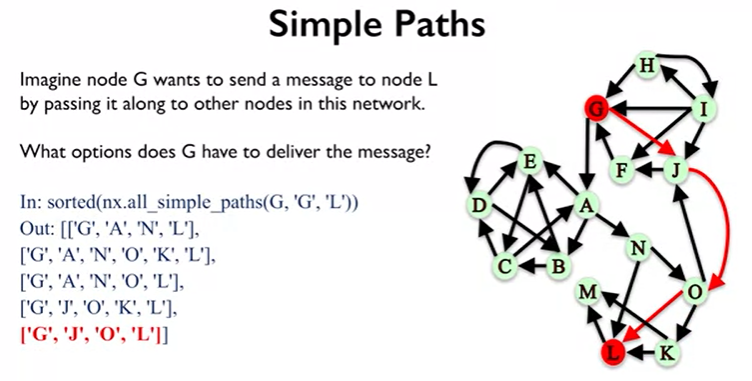 Simple Paths
Imagine node G wants to send a message to node L
by passing it along to other nodes in this network.
What options does G have to deliver the message?
In: sorted(nx.all_simple_paths(G, 'G', 'L'))
Out: [['G', 'A', 'N', 'L'],
['G', 'A', 'N', 'O', 'K', 'L'],
['G', 'A', 'N', 'O', 'L'],
['G', 'J', 'O', 'K', 'L'],
['G', 'J', 'O', 'L']]
H
G
I
F
J
E
D
A
C
B
N
M
O
L
K